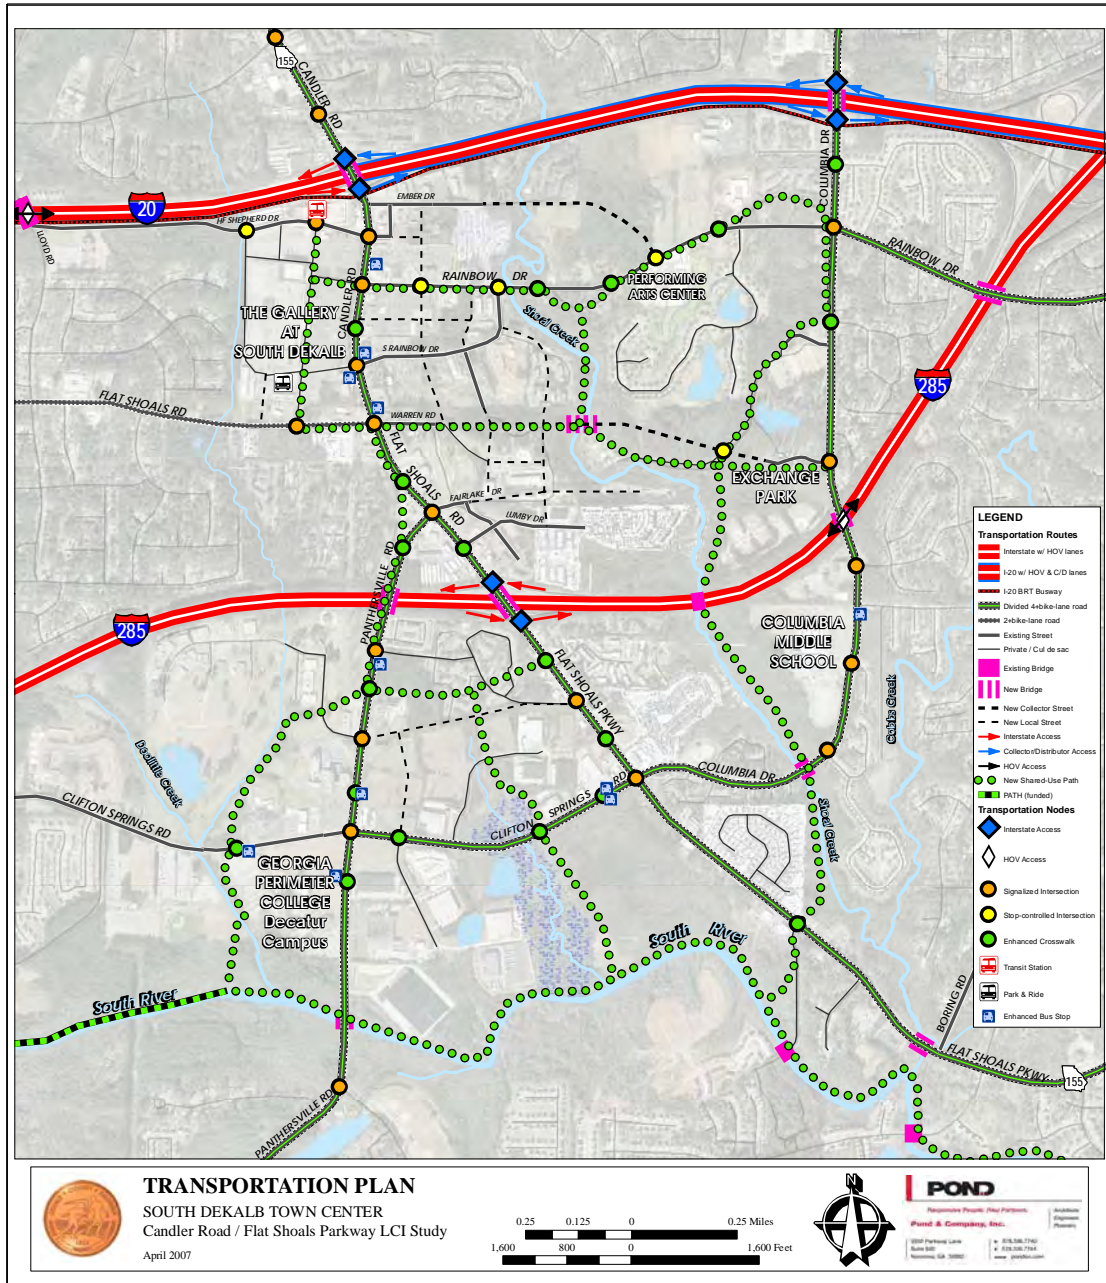 155
CANDLER RD
COLUMBIA DR
20
EMBER DR
HF SHEPHERD DR
LLOYD RD
RAINBOW DR
RAINBOW DR
PERFORMING
ARTS CENTER
CANDLER RD
THE GALLERY
AT
SOUTH DEKALB
Shoal Creek
S RAINBOW DR
285
FLAT SHOALS RD
WARREN RD
FLAT SHOALS RD
EXCHANGE
PARK
FAIRLAKE DR
LUMBY DR
PANTHERSVILLE RD
285
COLUMBIA
MIDDLE
SCHOOL
FLAT SHOALS PKWY
Cobbs Creek
Doolittle Creek
COLUMBIA DR
CLIFTON SPRINGS RD
CLIFTON SPRINGS RD
Shoal Creek
GEORGIA
PERIMETER
COLLEGE
Decatur
Campus
South River
South River
BORING RD
FLAT SHOALS PKWY
155
PANTHERSVILLE RD
LEGEND
Transportation Routes
Interstate w/ HOV lanes
I-20 w/ HOV & C/D lanes
I-20 BRT Busway
Divided 4+bike-lane road
2+bike-lane road
Existing Street
Private / Cul de sac
Existing Bridge
New Bridge
New Collector Street
New Local Street
Interstate Access
Collector/Distributor Access
HOV Access
New Shared-Use Path
PATH (funded)
Transportation Nodes
Interstate Access
HOV Access
Signalized Intersection
Stop-controlled Intersection
Enhanced Crosswalk
Transit Station
Park & Ride
Enhanced Bus Stop
TRANSPORTATION PLAN
SOUTH DEKALB TOWN CENTER
Candler Road / Flat Shoals Parkway LCI Study
April 2007
0.25 0.125 0 0.25 Miles
1,600 800 0 1,600 Feet
N
POND
Pond & Company, Inc.